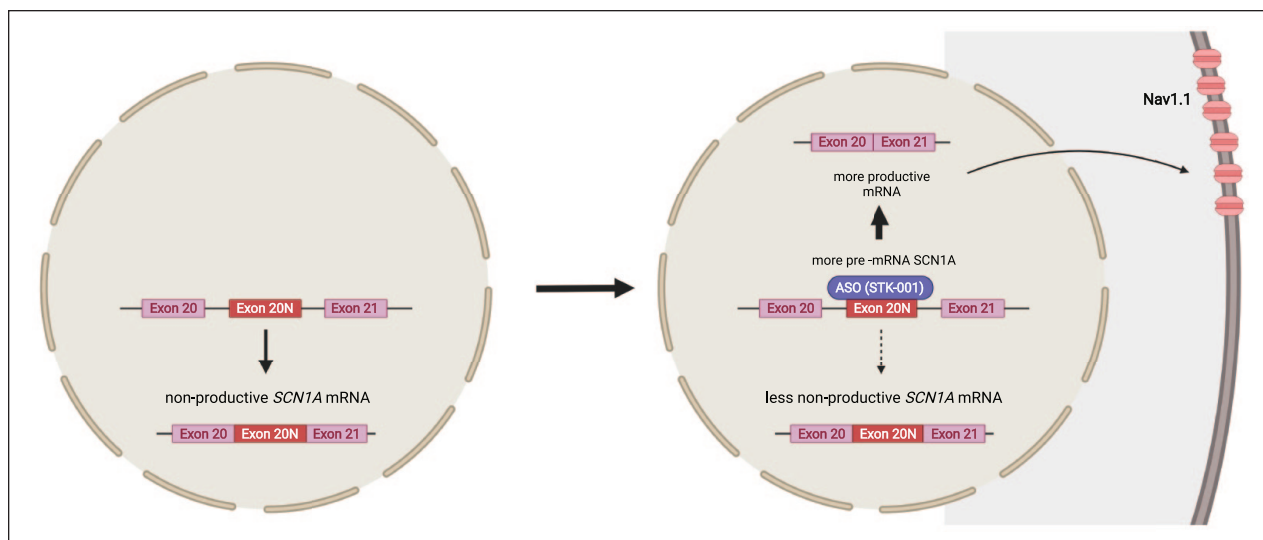 Exon 20 Exon 20N Exon 21
non-productive SCN1A mRNA
Exon 20 Exon 20N Exon 21
Nav1.1
Exon 20 Exon 21
more productive
mRNA
more pre -mRNA SCN1A
ASO (STK-001)
Exon 20 Exon 20N Exon 21
less non-productive SCN1A mRNA
Exon 20 Exon 20N Exon 21